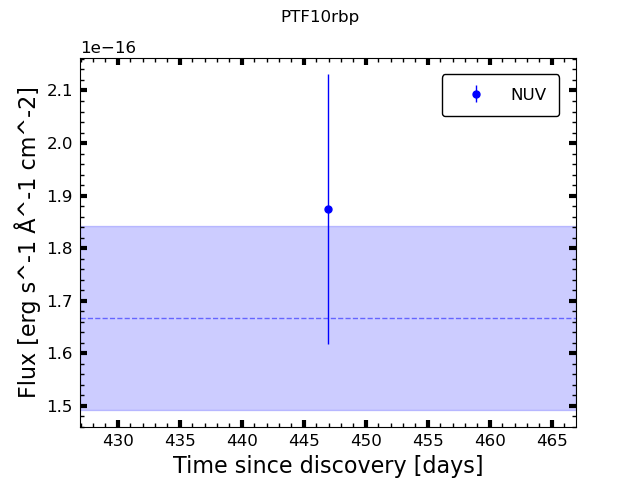 PTF10rbp
1e−16
NUV
2.1
2.0
1.9
1.8
1.7
1.6
1.5
Flux [erg s^-1 Å^-1 cm^-2]
430 435 440 445 450 455 460 465
Time since discovery [days]